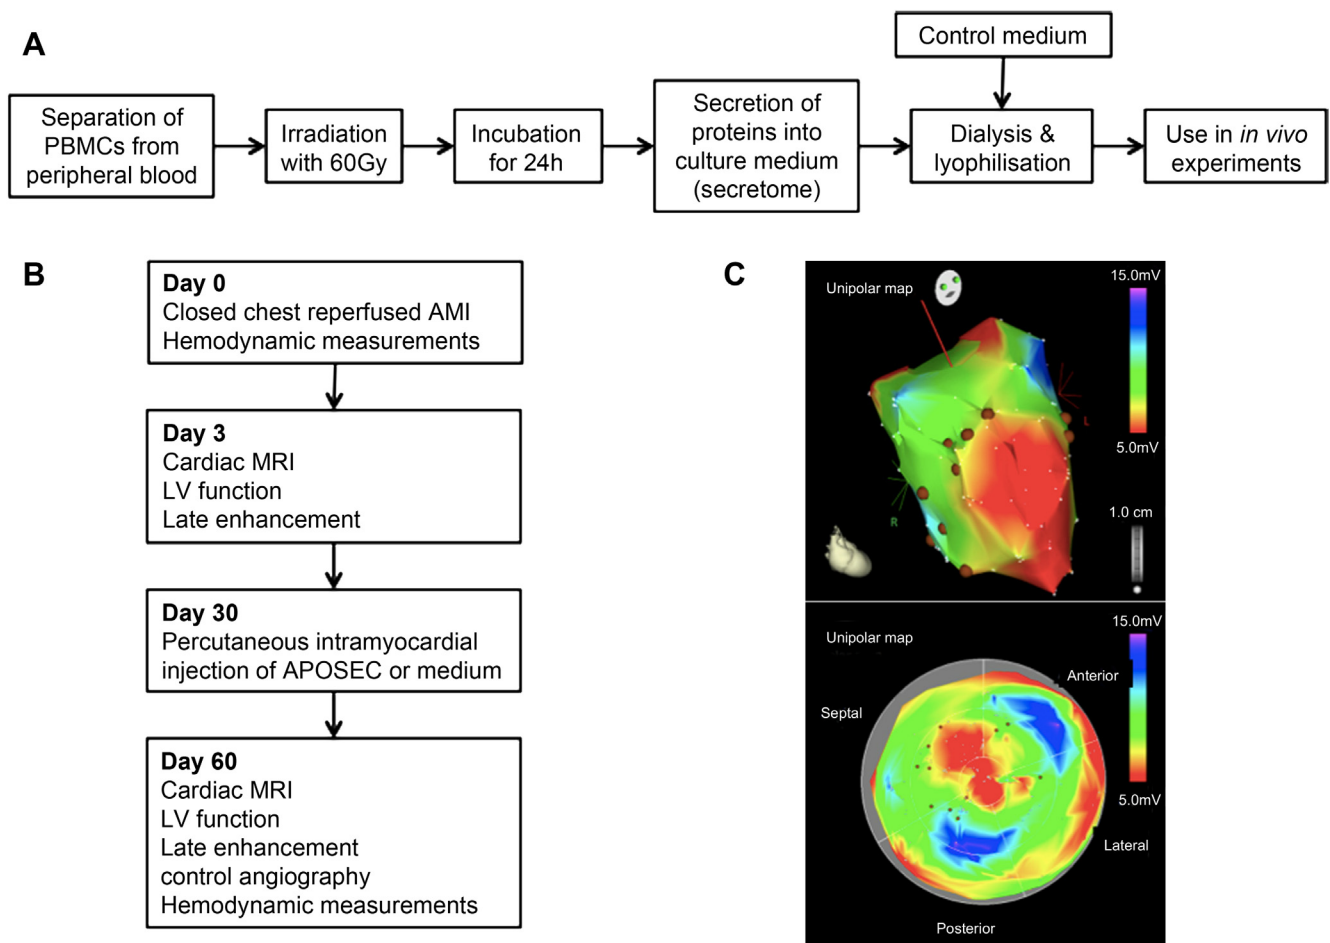 A
Control medium
Separation of
PBMCs from
peripheral blood
Irradiation
with 60Gy
Incubation
for 24h
Secretion of
proteins into
culture medium
(secretome)
Dialysis &
lyophilisation
Use in in vivo
experiments
B
Day 0
Closed chest reperfused AMI
Hemodynamic measurements
Day 3
Cardiac MRI
LV function
Late enhancement
Day 30
Percutaneous intramyocardial
injection of APOSEC or medium
Day 60
Cardiac MRI
LV function
Late enhancement
control angiography
Hemodynamic measurements
C
15.0mV
Unipolar map
L
5.0mV
1.0 cm
R
15.0mV
Unipolar map
Anterior
Septal
5.0mV
Lateral
Posterior